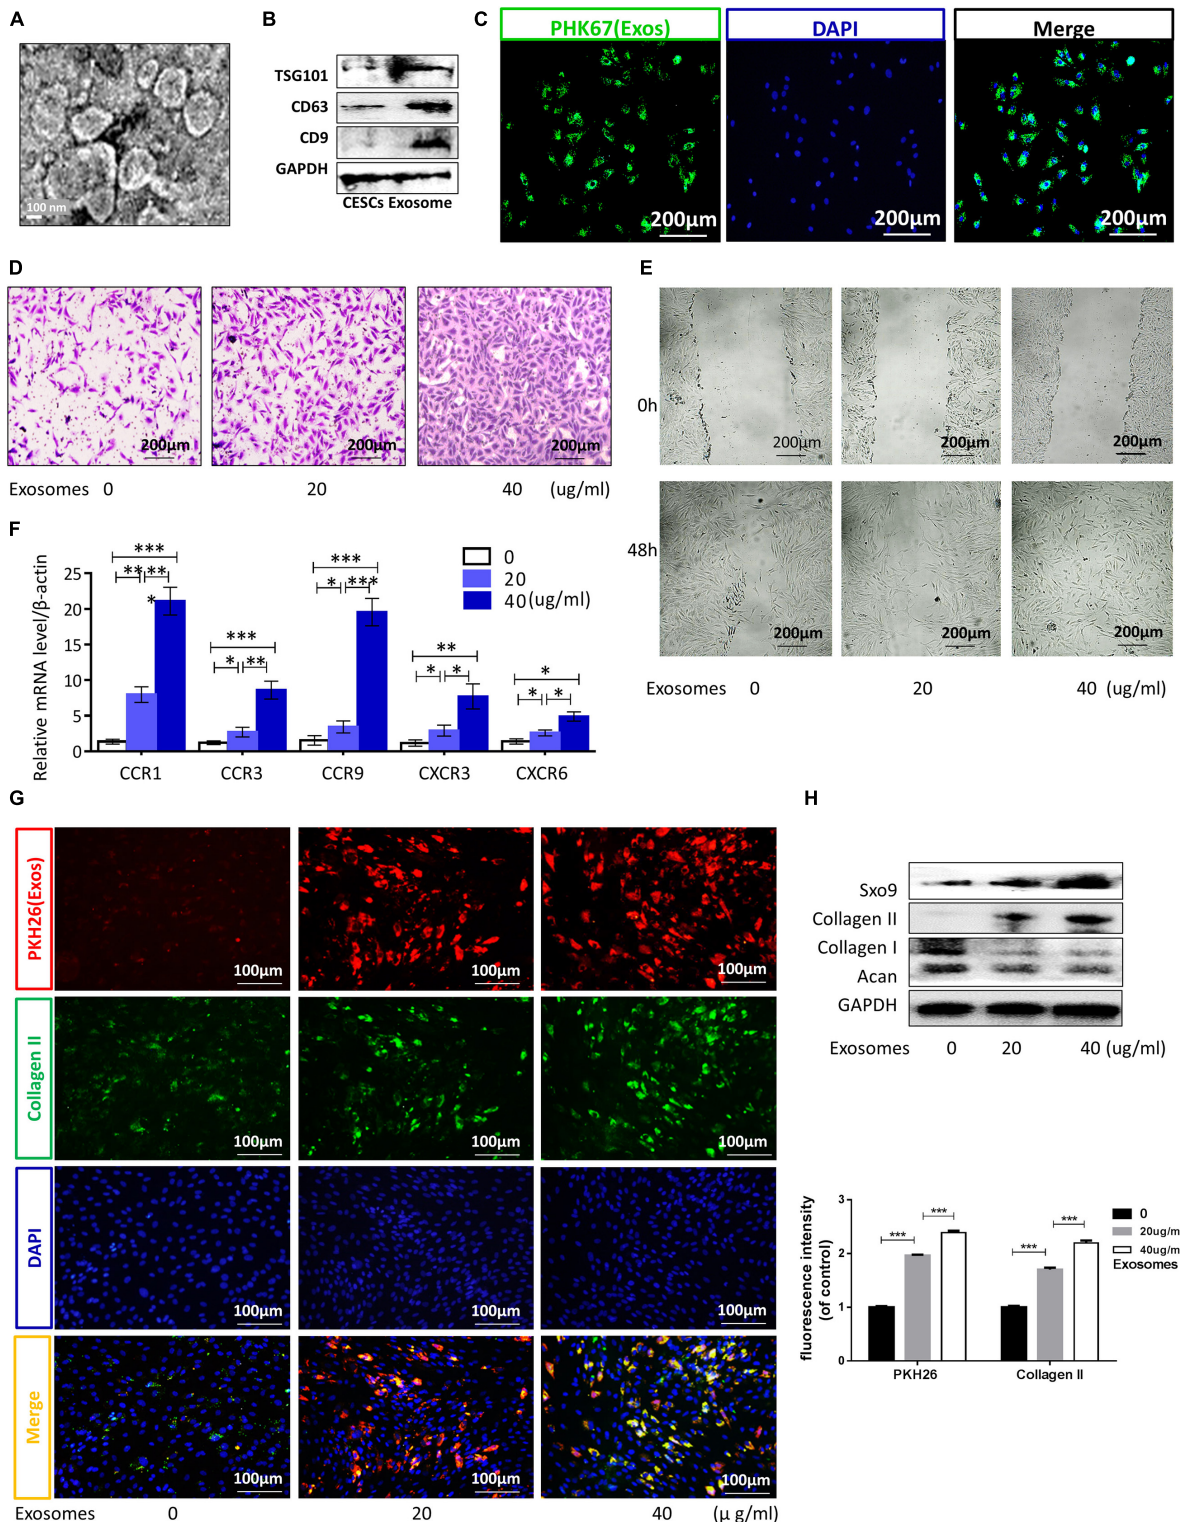 A
100 nm
B
TSG101
CD63
CD9
GAPDH
CESCs Exosome
C
PHK67(Exos)
DAPI
Merge
200μm
200μm
200μm
D
200μm
200μm
200μm
Exosomes 0 20 40 (ug/ml)
E
0h
200μm
200μm
200μm
48h
200μm
200μm
200μm
Exosomes 0 20 40 (ug/ml)
F
Relative mRNA level/β-actin
25
20
15
10
5
0
***
** **
*
***
* **
***
* ***
**
* *
*
* *
0
20
40 (ug/ml)
CCR1 CCR3 CCR9 CXCR3 CXCR6
G
PKH26(Exos)
100μm
100μm
100μm
Collagen II
100μm
100μm
100μm
DAPI
100μm
100μm
100μm
Merge
100μm
100μm
100μm
Exosomes 0 20 40 (μ g/ml)
H
Sxo9
Collagen II
Collagen I
Acan
GAPDH
Exosomes 0 20 40 (ug/ml)
fluorescence intensity
(of control)
3
2
1
0
*** ***
*** ***
0
20ug/m
40ug/m
Exosomes
PKH26 Collagen II